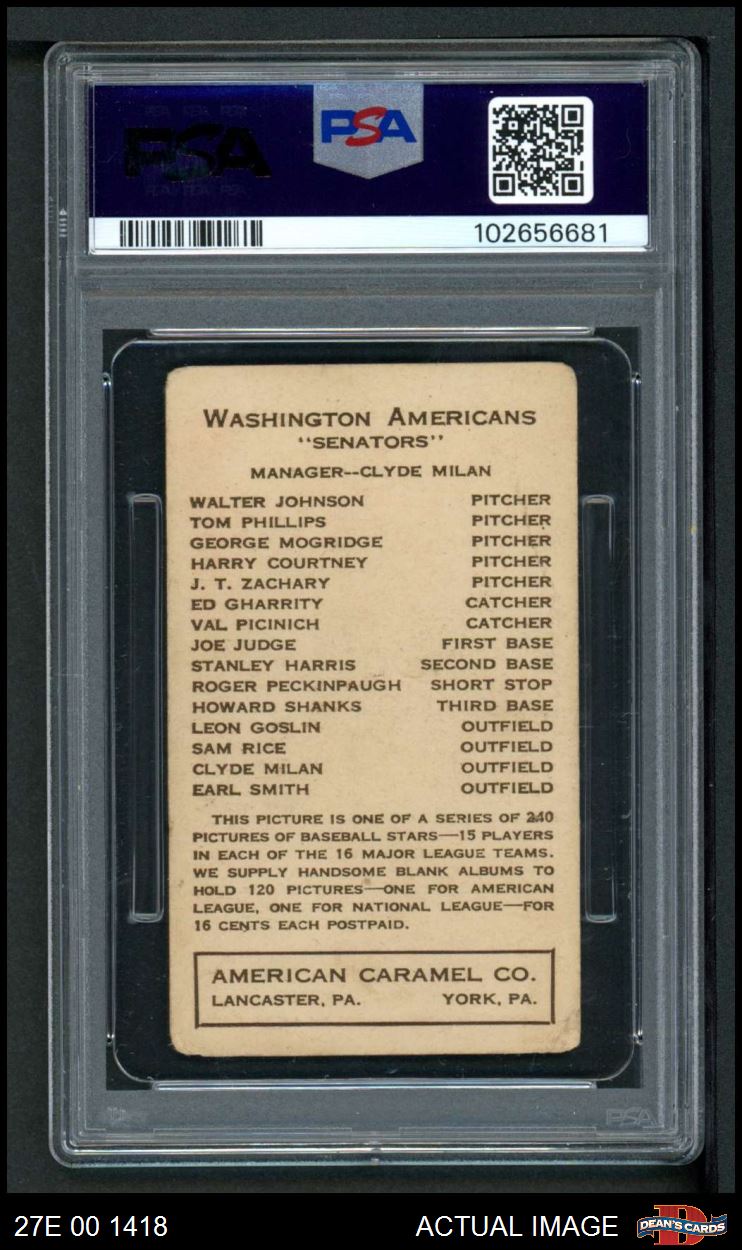 PSA
PSA
102656681
WASHINGTON AMERICANS
"SENATORS"
MANAGER--CLYDE MILAN
WALTER JOHNSON PITCHER
TOM PHILLIPS PITCHER
GEORGE MOGRIDGE PITCHER
HARRY COURTNEY PITCHER
J. T. ZACHARY PITCHER
ED GHARRITY CATCHER
VAL PICINICH CATCHER
JOE JUDGE FIRST BASE
STANLEY HARRIS SECOND BASE
ROGER PECKINPAUGH SHORT STOP
HOWARD SHANKS THIRD BASE
LEON GOSLIN OUTFIELD
SAM RICE OUTFIELD
CLYDE MILAN OUTFIELD
EARL SMITH OUTFIELD
THIS PICTURE IS ONE OF A SERIES OF 240
PICTURES OF BASEBALL STARS—15 PLAYERS
IN EACH OF THE 16 MAJOR LEAGUE TEAMS.
WE SUPPLY HANDSOME BLANK ALBUMS TO
HOLD 120 PICTURES—ONE FOR AMERICAN
LEAGUE, ONE FOR NATIONAL LEAGUE—FOR
16 CENTS EACH POSTPAID.
AMERICAN CARAMEL CO.
LANCASTER, PA. YORK, PA.
PSA
27E 00 1418 ACTUAL IMAGE DEAN'S CARDS